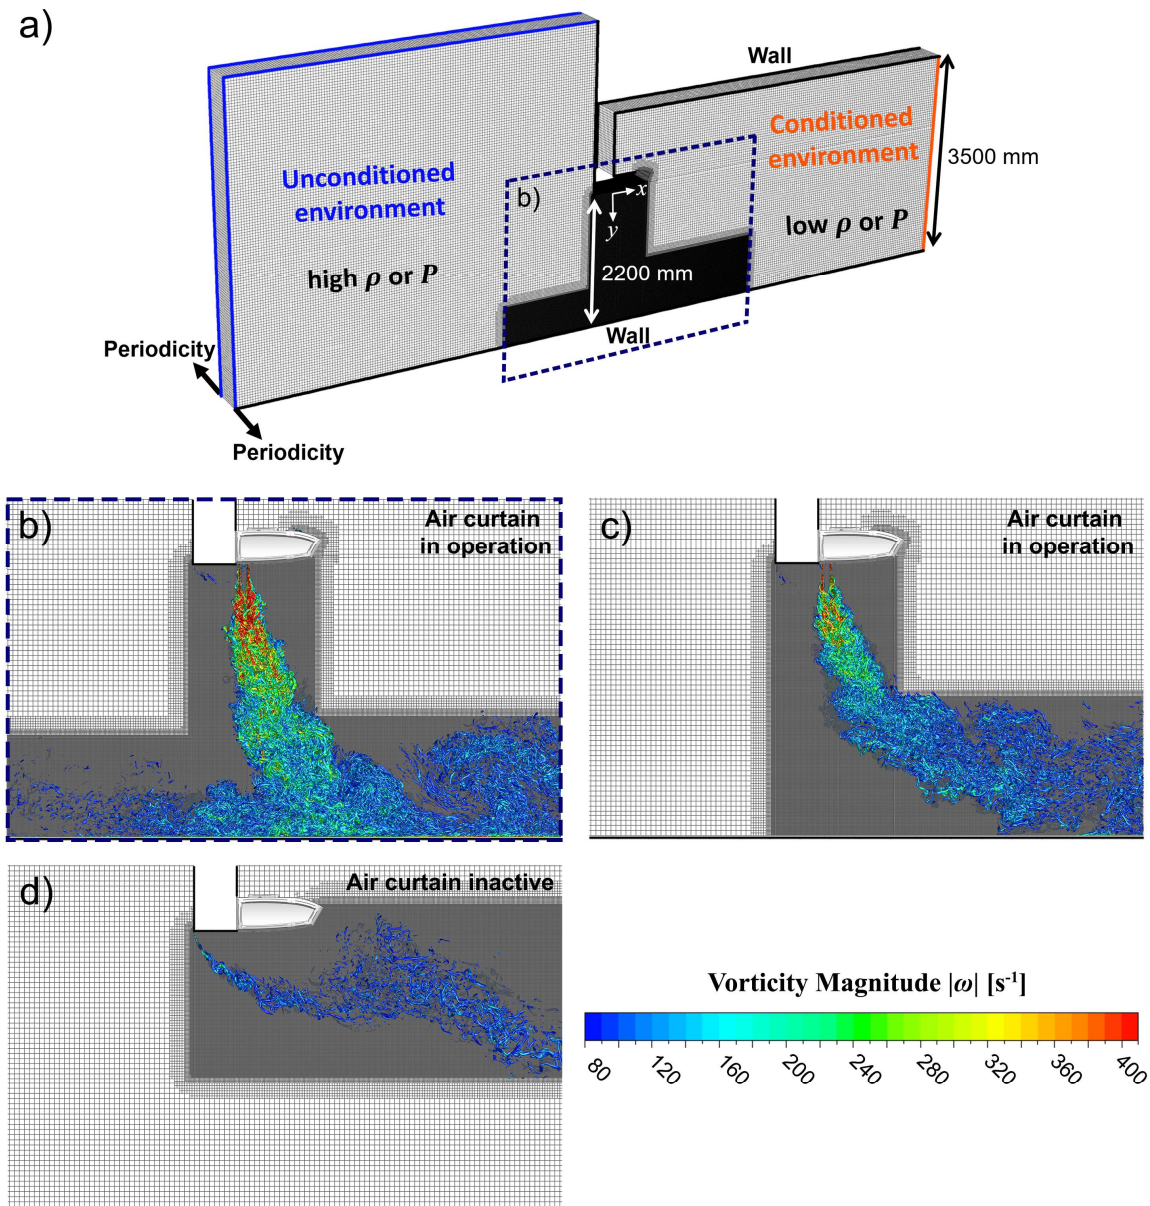 a)
Wall
Conditioned
environment
3500 mm
Unconditioned
environment
b)
x
y
low ρ or P
high ρ or P
2200 mm
Wall
Periodicity
Periodicity
b)
Air curtain
in operation
c)
Air curtain
in operation
d)
Air curtain inactive
Vorticity Magnitude |ω| [s⁻¹]
80 120 160 200 240 280 320 360 400